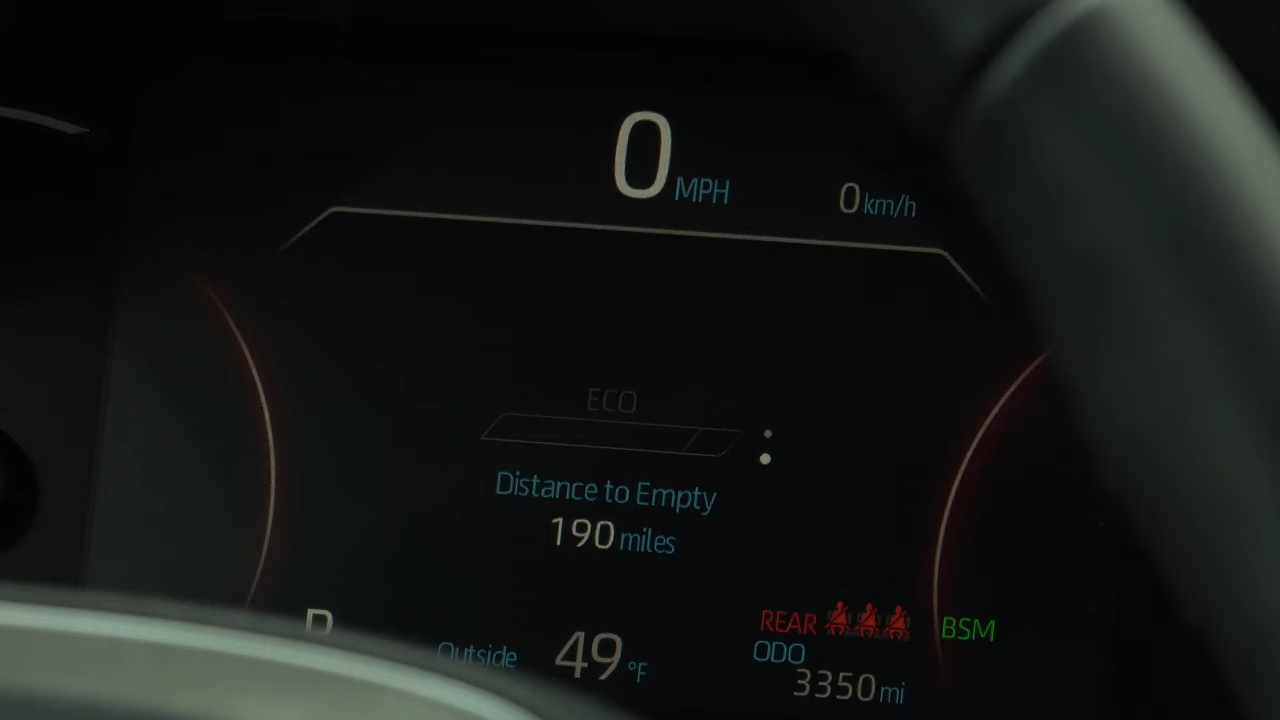 0 MPH
0 km/h
ECO
Distance to Empty
190 miles
REAR
BSM
P
Outside 49 °F
ODO
3350 mi